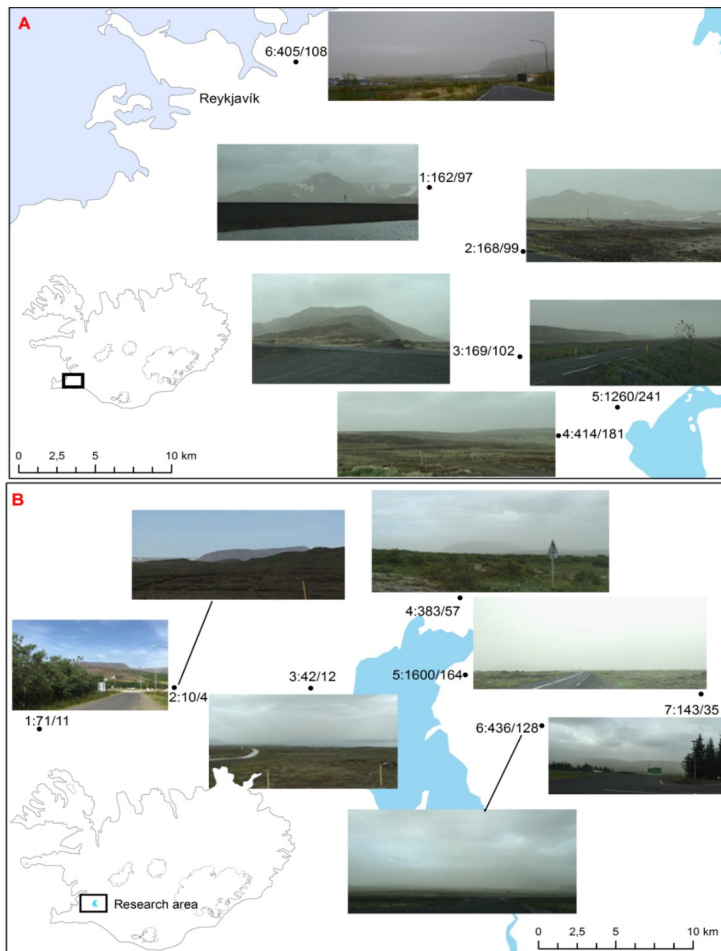 A
6:405/108
Reykjavík
1:162/97
2:168/99
3:169/102
5:1260/241
4:414/181
0 2,5 5 10 km
B
4:383/57
3:42/12
5:1600/164
2:10/4
7:143/35
1:71/11
6:436/128
Research area
0 2,5 5 10 km